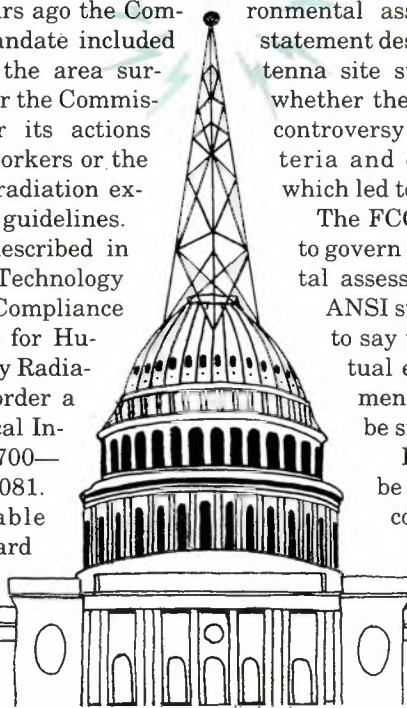 rs ago the Com-
andate included
the area sur-
r the Commis-
r its actions
orkers or the
radiation ex-
guidelines.
escribed in
Technology
Compliance
for Hu-
y Radia-
order a
cal In-
700—
081.
able
ard
ronmental ass
statement des
tenna site s
whether the
controversy
teria and
which led to
The FCC
to govern
tal assess
ANSI s
to say
tual e
men
be s
be
co